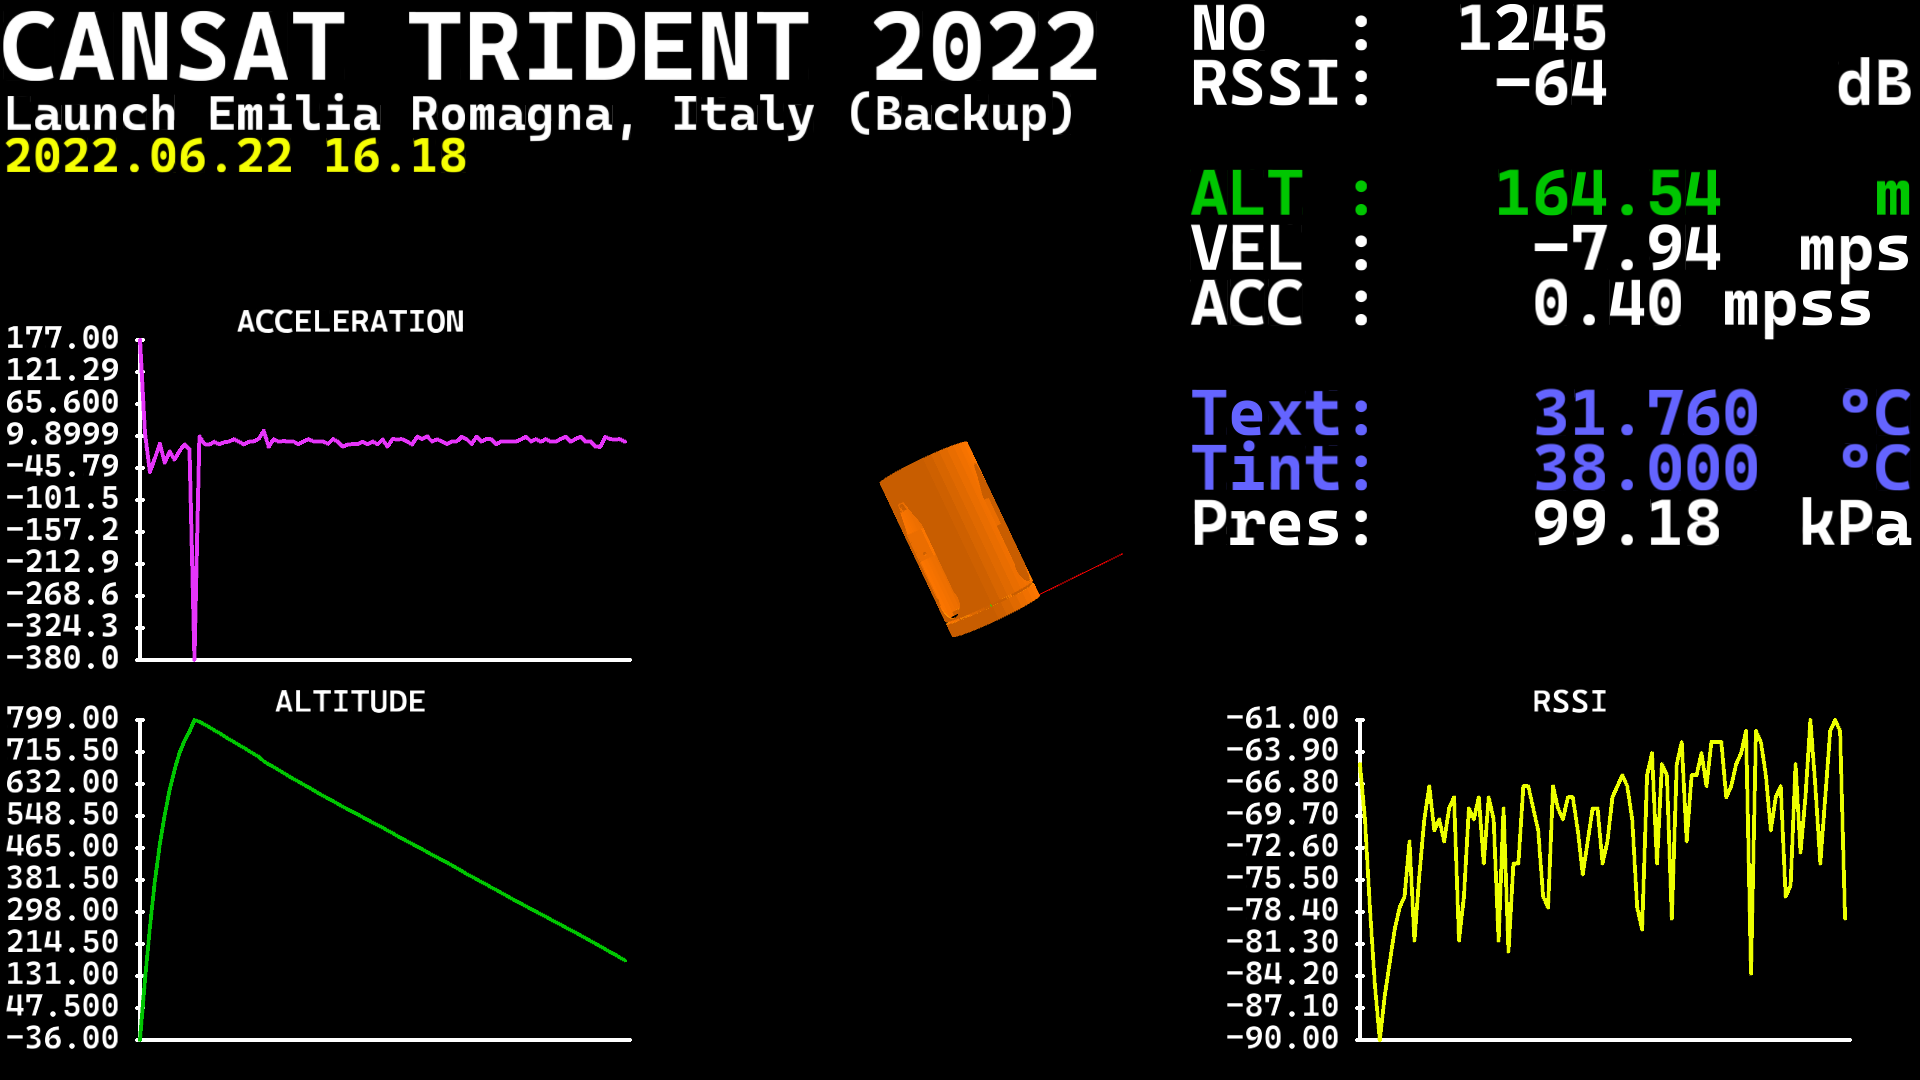 CANSAT TRIDENT 2022
Launch Emilia Romagna, Italy (Backup)
2022.06.22 16.18
NO : 1245
RSSI: -64 dB
ALT : 164.54 m
VEL : -7.94 mps
ACC : 0.40 mpss
Text: 31.760 °C
Tint: 38.000 °C
Pres: 99.18 kPa
ACCELERATION
177.00
121.29
65.600
9.8999
-45.79
-101.5
-157.2
-212.9
-268.6
-324.3
-380.0
ALTITUDE
799.00
715.50
632.00
548.50
465.00
381.50
298.00
214.50
131.00
47.500
-36.00
RSSI
-61.00
-63.90
-66.80
-69.70
-72.60
-75.50
-78.40
-81.30
-84.20
-87.10
-90.00